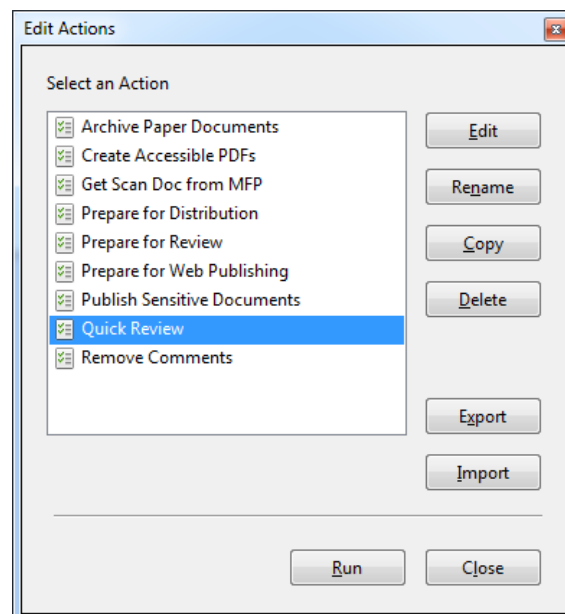 Edit Actions
Select an Action
Archive Paper Documents
Create Accessible PDFs
Get Scan Doc from MFP
Prepare for Distribution
Prepare for Review
Prepare for Web Publishing
Publish Sensitive Documents
Quick Review
Remove Comments
Edit
Rename
Copy
Delete
Export
Import
Run
Close